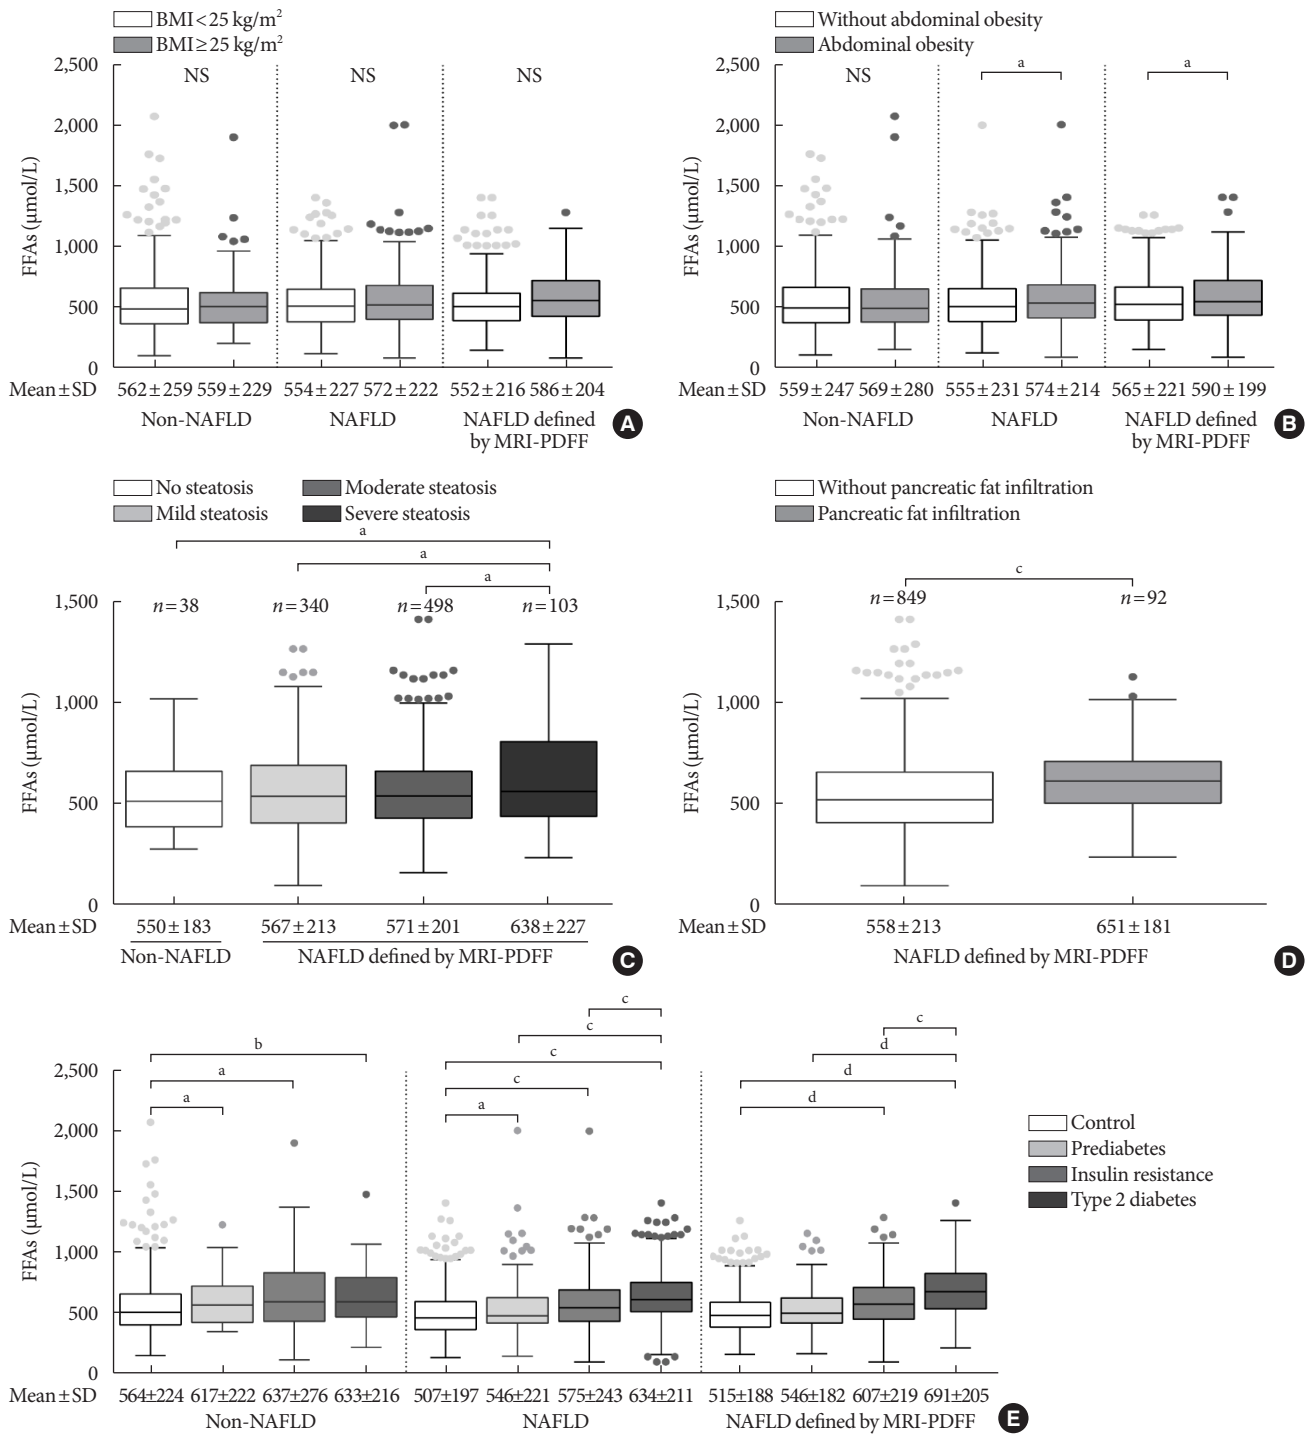 BMI<25 kg/m²
BMI≥25 kg/m²
2,500
2,000
1,500
1,000
500
0
FFAs (μmol/L)
NS
NS
NS
Mean±SD 562±259 559±229 554±227 572±222 552±216 586±204
Non-NAFLD NAFLD NAFLD defined
by MRI-PDFF
A
Without abdominal obesity
Abdominal obesity
2,500
2,000
1,500
1,000
500
0
FFAs (μmol/L)
NS
a
a
Mean±SD 559±247 569±280 555±231 574±214 565±221 590±199
Non-NAFLD NAFLD NAFLD defined
by MRI-PDFF
B
No steatosis Moderate steatosis
Mild steatosis Severe steatosis
a
a
a
n=38 n=340 n=498 n=103
1,500
1,000
500
0
FFAs (μmol/L)
Mean±SD 550±183 567±213 571±201 638±227
Non-NAFLD NAFLD defined by MRI-PDFF
C
Without pancreatic fat infiltration
Pancreatic fat infiltration
c
n=849 n=92
1,500
1,000
500
0
FFAs (μmol/L)
Mean±SD 558±213 651±181
NAFLD defined by MRI-PDFF
D
b
a
a
c
c
c
c
a
c
d
d
d
2,500
2,000
1,500
1,000
500
0
FFAs (μmol/L)
Control
Prediabetes
Insulin resistance
Type 2 diabetes
Mean±SD 564±224 617±222 637±276 633±216 507±197 546±221 575±243 634±211 515±188 546±182 607±219 691±205
Non-NAFLD NAFLD NAFLD defined by MRI-PDFF
E